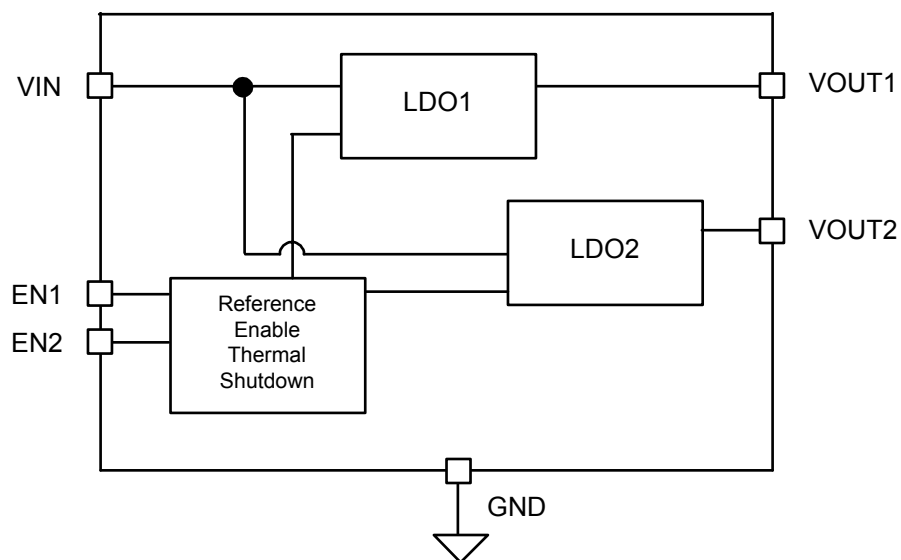 VIN
LDO1
VOUT1
LDO2
VOUT2
EN1
EN2
Reference
Enable
Thermal
Shutdown
GND